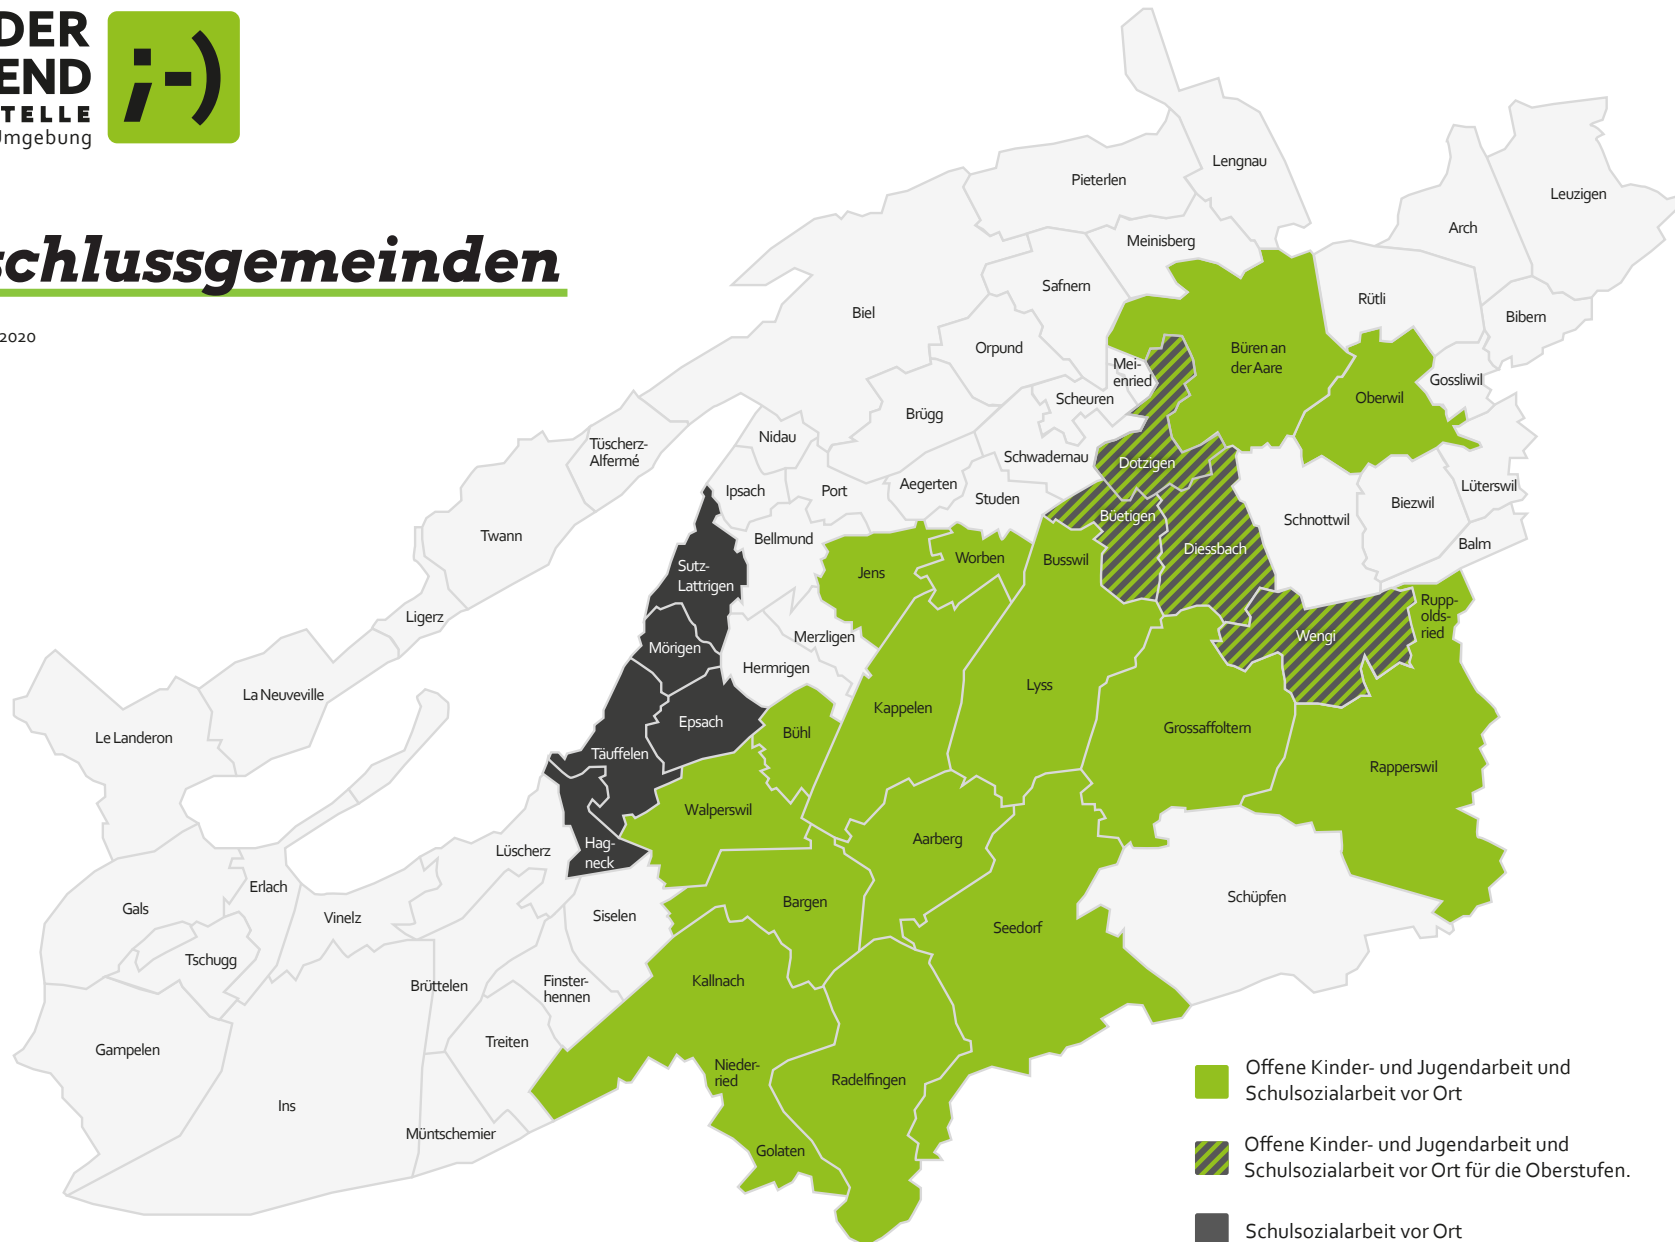 DER
END
TELLE
Umgebung
;-)
schlussgemeinden
2020
Lengnau
Pieterlen
Leuzigen
Arch
Meinisberg
Safnern
Rütli
Biel
Bibern
Orpund
Büren an
der Aare
Mei-
enried
Gossliwil
Scheuren
Oberwil
Brügg
Nidau
Tüscherz-
Alfermé
Schwadernau
Dotzigen
Ipsach
Port
Aegerten
Studen
Lüterswil
Biezwil
Schnottwil
Büetigen
Twann
Bellmund
Balm
Diessbach
Worben
Busswil
Jens
Sutz-
Lattrigen
Rupp-
olds-
ried
Ligerz
Merzligen
Wengi
Mörigen
Hermrigen
La Neuveville
Lyss
Kappelen
Epsach
Grossaffoltern
Bühl
Le Landeron
Täuffelen
Rapperswil
Walperswil
Aarberg
Hag-
neck
Lüscherz
Erlach
Schüpfen
Bargen
Gals
Vinelz
Siselen
Seedorf
Tschugg
Kallnach
Brüttelen
Finster-
hennen
Treiten
Gampelen
Nieder-
ried
Radelfingen
Ins
Müntschemier
Golaten
Offene Kinder- und Jugendarbeit und
Schulsozialarbeit vor Ort
Offene Kinder- und Jugendarbeit und
Schulsozialarbeit vor Ort für die Oberstufen.
Schulsozialarbeit vor Ort